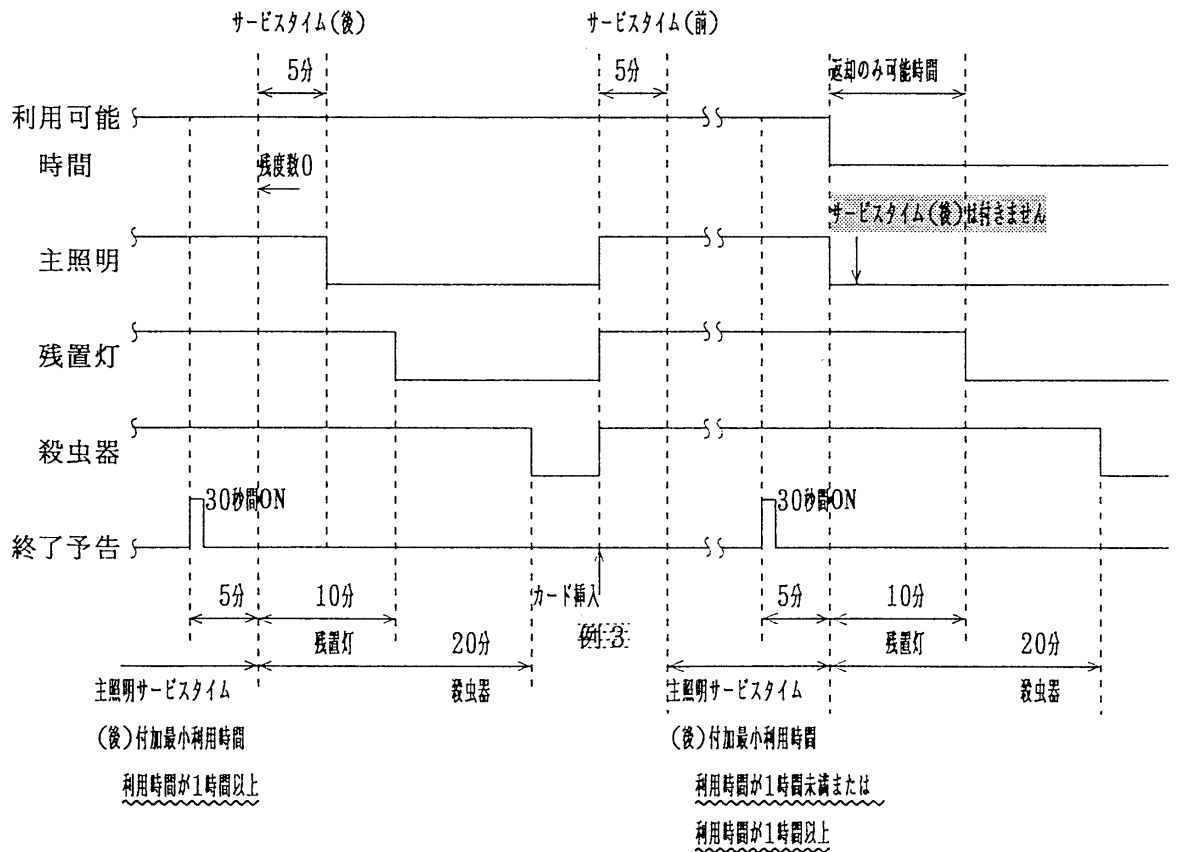 サービスタイム(後)
サービスタイム(前)
5分
5分
返却のみ可能時間
利用可能
時間
残度数0
サービスタイム(後)は付きません
主照明
残置灯
殺虫器
30秒間ON
30秒間ON
終了予告
5分
10分
カード挿入
5分
10分
残置灯
20分
例3
残置灯
20分
主照明サービスタイム
殺虫器
主照明サービスタイム
殺虫器
(後)付加最小利用時間
(後)付加最小利用時間
利用時間が1時間以上
利用時間が1時間未満または
利用時間が1時間以上